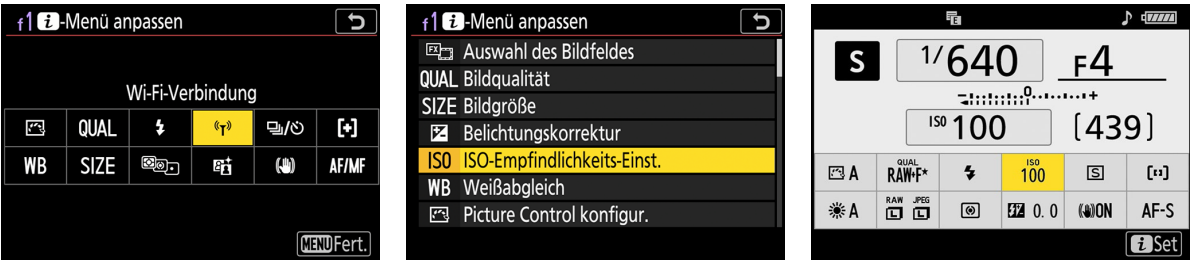 f1 i-Menü anpassen
Wi-Fi-Verbindung
QUAL
WB SIZE AF/MF
MENU Fert.
f1 i-Menü anpassen
FX Auswahl des Bildfeldes
QUAL Bildqualität
SIZE Bildgröße
Belichtungskorrektur
ISO ISO-Empfindlichkeits-Einst.
WB Weißabgleich
Picture Control konfigur.
S 1/640 F4
- 0 +
ISO 100 [439]
A QUAL RAW+F★ ISO 100 S
A RAW L JPEG L 0.0 ON AF-S
i Set